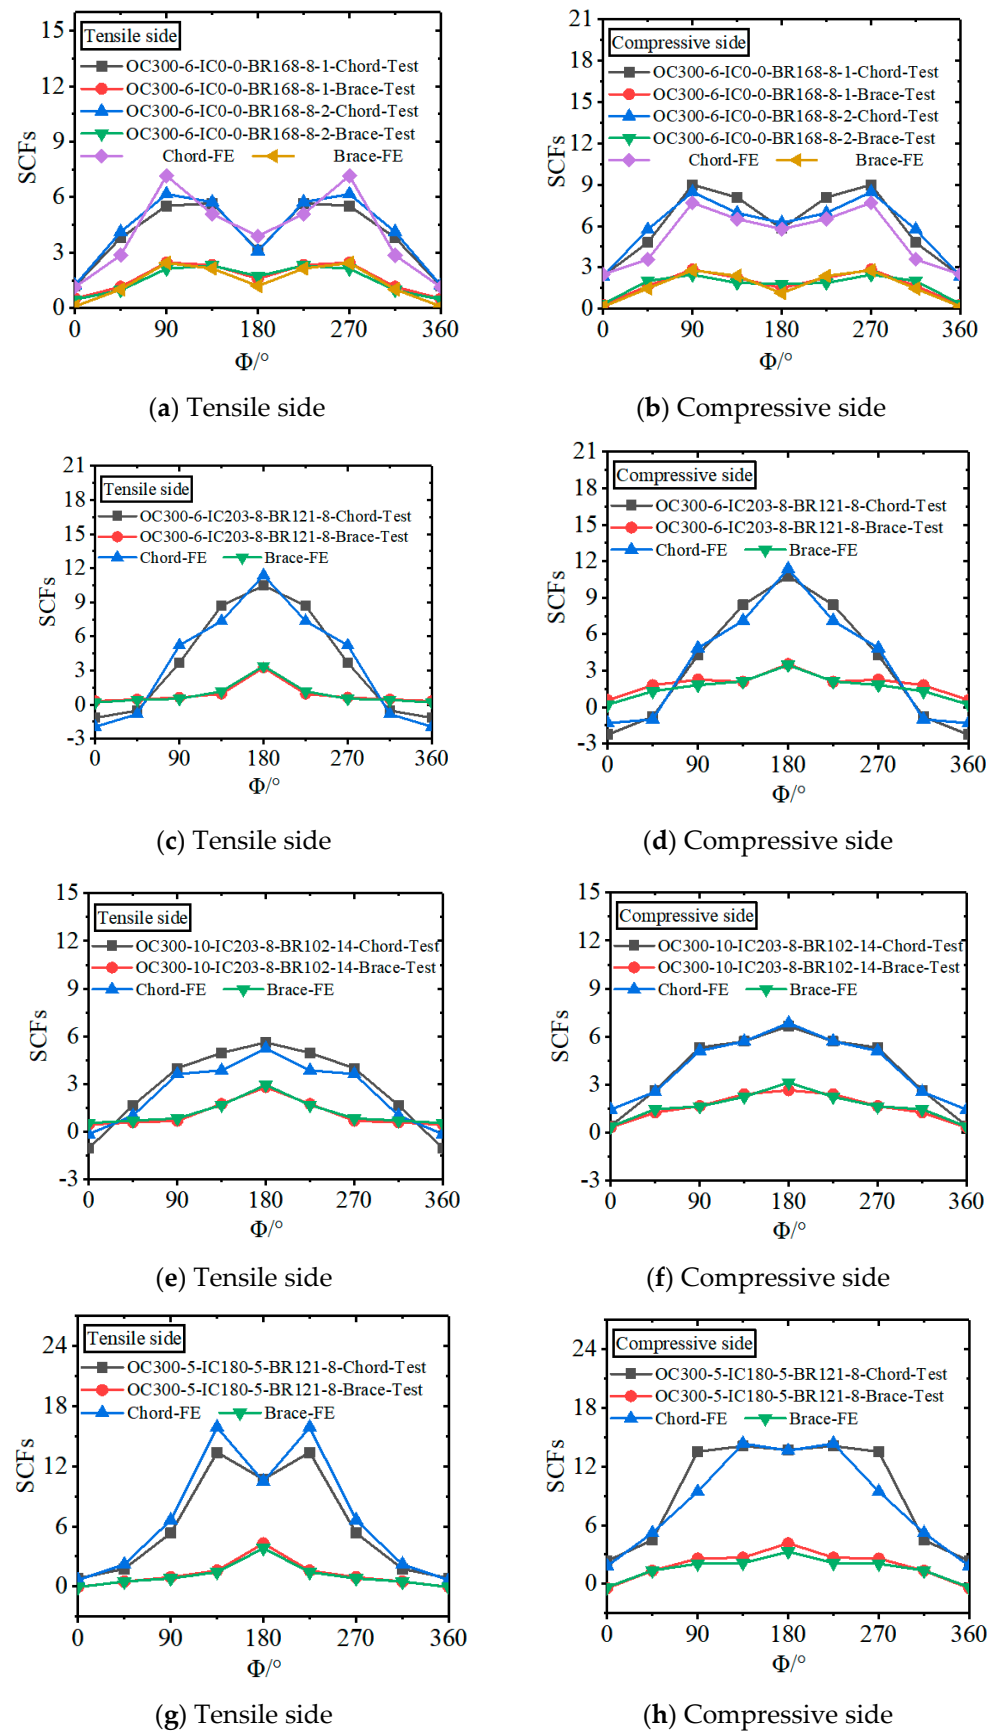 Tensile side
OC300-6-IC0-0-BR168-8-1-Chord-Test
OC300-6-IC0-0-BR168-8-1-Brace-Test
OC300-6-IC0-0-BR168-8-2-Chord-Test
OC300-6-IC0-0-BR168-8-2-Brace-Test
Chord-FE Brace-FE
SCFs
15
12
9
6
3
0
0 90 180 270 360
Φ/°
(a) Tensile side
Compressive side
OC300-6-IC0-0-BR168-8-1-Chord-Test
OC300-6-IC0-0-BR168-8-1-Brace-Test
OC300-6-IC0-0-BR168-8-2-Chord-Test
OC300-6-IC0-0-BR168-8-2-Brace-Test
Chord-FE Brace-FE
SCFs
21
18
15
12
9
6
3
0
0 90 180 270 360
Φ/°
(b) Compressive side
Tensile side
OC300-6-IC203-8-BR121-8-Chord-Test
OC300-6-IC203-8-BR121-8-Brace-Test
Chord-FE Brace-FE
SCFs
21
18
15
12
9
6
3
0
-3
0 90 180 270 360
Φ/°
(c) Tensile side
Compressive side
OC300-6-IC203-8-BR121-8-Chord-Test
OC300-6-IC203-8-BR121-8-Brace-Test
Chord-FE Brace-FE
SCFs
21
18
15
12
9
6
3
0
-3
0 90 180 270 360
Φ/°
(d) Compressive side
Tensile side
OC300-10-IC203-8-BR102-14-Chord-Test
OC300-10-IC203-8-BR102-14-Brace-Test
Chord-FE Brace-FE
SCFs
15
12
9
6
3
0
-3
0 90 180 270 360
Φ/°
(e) Tensile side
Compressive side
OC300-10-IC203-8-BR102-14-Chord-Test
OC300-10-IC203-8-BR102-14-Brace-Test
Chord-FE Brace-FE
SCFs
15
12
9
6
3
0
-3
0 90 180 270 360
Φ/°
(f) Compressive side
Tensile side
OC300-5-IC180-5-BR121-8-Chord-Test
OC300-5-IC180-5-BR121-8-Brace-Test
Chord-FE Brace-FE
SCFs
24
18
12
6
0
0 90 180 270 360
Φ/°
(g) Tensile side
Compressive side
OC300-5-IC180-5-BR121-8-Chord-Test
OC300-5-IC180-5-BR121-8-Brace-Test
Chord-FE Brace-FE
SCFs
24
18
12
6
0
0 90 180 270 360
Φ/°
(h) Compressive side